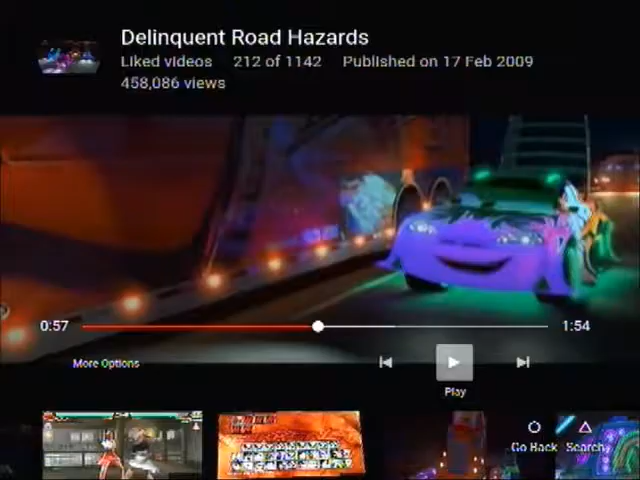 Delinquent Road Hazards
Liked videos 212 of 1142 Published on 17 Feb 2009
458,086 views
0:57 1:54
More Options
Play
Go Back Search